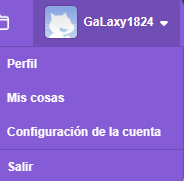 GaLaxy1824
Perfil
Mis cosas
Configuración de la cuenta
Salir